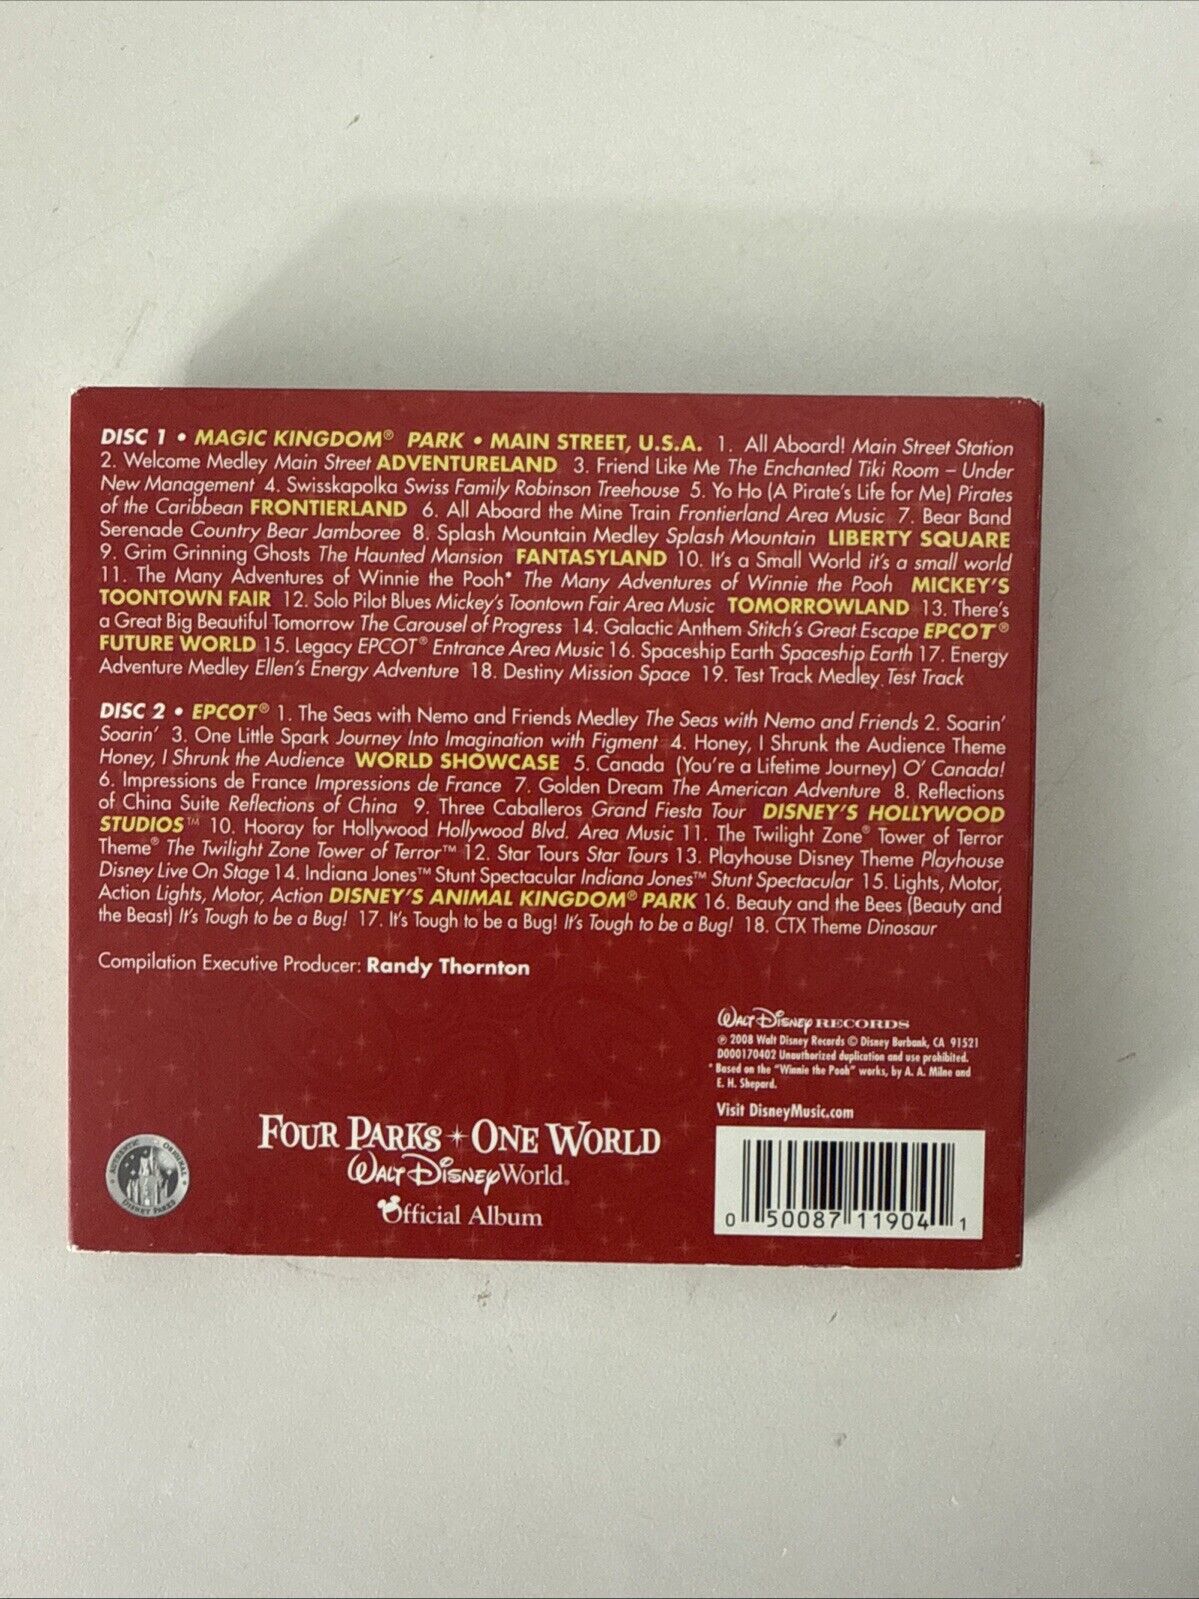 DISC 1 • MAGIC KINGDOM® PARK • MAIN STREET, U.S.A. 1. All Aboard! Main Street Station
2. Welcome Medley Main Street ADVENTURELAND 3. Friend Like Me The Enchanted Tiki Room – Under
New Management 4. Swisskapolka Swiss Family Robinson Treehouse 5. Yo Ho (A Pirate's Life for Me) Pirates
of the Caribbean FRONTIERLAND 6. All Aboard the Mine Train Frontierland Area Music 7. Bear Band
Serenade Country Bear Jamboree 8. Splash Mountain Medley Splash Mountain LIBERTY SQUARE
9. Grim Grinning Ghosts The Haunted Mansion FANTASYLAND 10. It's a Small World it's a small world
11. The Many Adventures of Winnie the Pooh* The Many Adventures of Winnie the Pooh MICKEY'S
TOONTOWN FAIR 12. Solo Pilot Blues Mickey's Toontown Fair Area Music TOMORROWLAND 13. There's
a Great Big Beautiful Tomorrow The Carousel of Progress 14. Galactic Anthem Stitch's Great Escape EPCOT®
FUTURE WORLD 15. Legacy EPCOT® Entrance Area Music 16. Spaceship Earth Spaceship Earth 17. Energy
Adventure Medley Ellen's Energy Adventure 18. Destiny Mission Space 19. Test Track Medley Test Track
DISC 2 • EPCOT® 1. The Seas with Nemo and Friends Medley The Seas with Nemo and Friends 2. Soarin'
Soarin' 3. One Little Spark Journey Into Imagination with Figment 4. Honey, I Shrunk the Audience Theme
Honey, I Shrunk the Audience WORLD SHOWCASE 5. Canada (You're a Lifetime Journey) O' Canada!
6. Impressions de France Impressions de France 7. Golden Dream The American Adventure 8. Reflections
of China Suite Reflections of China 9. Three Caballeros Grand Fiesta Tour DISNEY'S HOLLYWOOD
STUDIOS™ 10. Hooray for Hollywood Hollywood Blvd. Area Music 11. The Twilight Zone® Tower of Terror
Theme® The Twilight Zone Tower of Terror™ 12. Star Tours Star Tours 13. Playhouse Disney Theme Playhouse
Disney Live On Stage 14. Indiana Jones™ Stunt Spectacular Indiana Jones™ Stunt Spectacular 15. Lights, Motor,
Action Lights, Motor, Action DISNEY'S ANIMAL KINGDOM® PARK 16. Beauty and the Bees (Beauty and
the Beast) It's Tough to be a Bug! 17. It's Tough to be a Bug! It's Tough to be a Bug! 18. CTX Theme Dinosaur
Compilation Executive Producer: Randy Thornton
Walt Disney RECORDS
℗ 2008 Walt Disney Records © Disney Burbank, CA 91521
D000170402 Unauthorized duplication and use prohibited.
* Based on the "Winnie the Pooh" works, by A. A. Milne and
E. H. Shepard.
Visit DisneyMusic.com
FOUR PARKS ONE WORLD
Walt Disney World®
Official Album
AUTHENTIC ORIGINAL
DISNEY PARKS
0 50087 11904 1